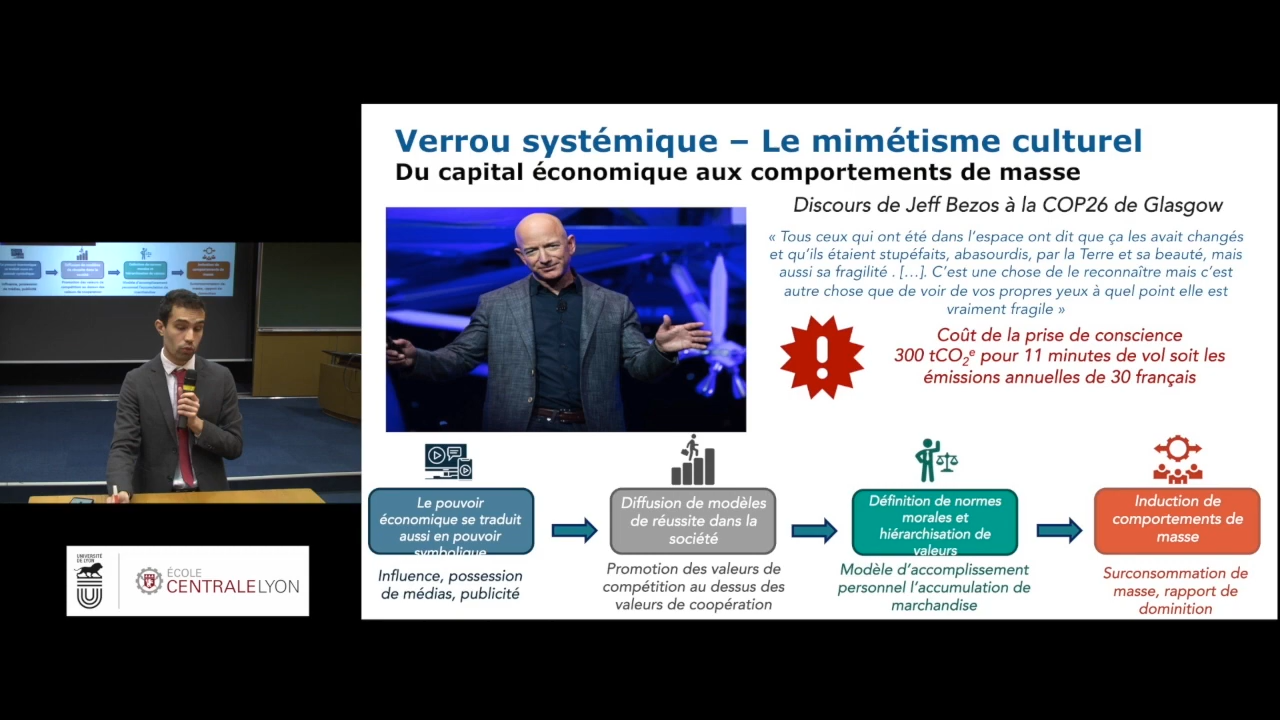 Verrou systémique – Le mimétisme culturel
Du capital économique aux comportements de masse
Discours de Jeff Bezos à la COP26 de Glasgow
« Tous ceux qui ont été dans l’espace ont dit que ça les avait changés
et qu’ils étaient stupéfaits, abasourdis, par la Terre et sa beauté, mais
aussi sa fragilité . […]. C’est une chose de le reconnaître mais c’est
autre chose que de voir de vos propres yeux à quel point elle est
vraiment fragile »
Coût de la prise de conscience
300 tCO₂ᵉ pour 11 minutes de vol soit les
émissions annuelles de 30 français
Le pouvoir
économique se traduit
aussi en pouvoir
symbolique
Influence, possession
de médias, publicité
Diffusion de modèles
de réussite dans la
société
Promotion des valeurs de
compétition au dessus des
valeurs de coopération
Définition de normes
morales et
hiérarchisation de
valeurs
Modèle d’accomplissement
personnel l’accumulation de
marchandise
Induction de
comportements de
masse
Surconsommation de
masse, rapport de
dominition
UNIVERSITÉ
DE LYON
ÉCOLE
CENTRALELYON